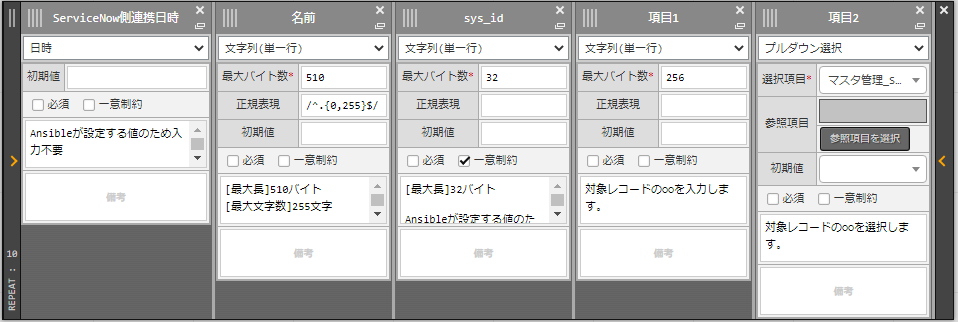 ServiceNow側連携日時
日時
初期値
必須 一意制約
Ansibleが設定する値のため入
力不要
備考
名前
文字列(単一行)
最大バイト数* 510
正規表現 /^.{0,255}$/
初期値
必須 一意制約
[最大長]510バイト
[最大文字数]255文字
備考
sys_id
文字列(単一行)
最大バイト数* 32
正規表現
初期値
必須 一意制約
[最大長]32バイト
Ansibleが設定する値のた
備考
項目1
文字列(単一行)
最大バイト数* 256
正規表現
初期値
必須 一意制約
対象レコードの○○を入力しま
す。
備考
項目2
プルダウン選択
選択項目* マスタ管理_S...
参照項目
参照項目を選択
初期値
必須 一意制約
対象レコードの○○を選択しま
す。
備考
REPEAT : 10